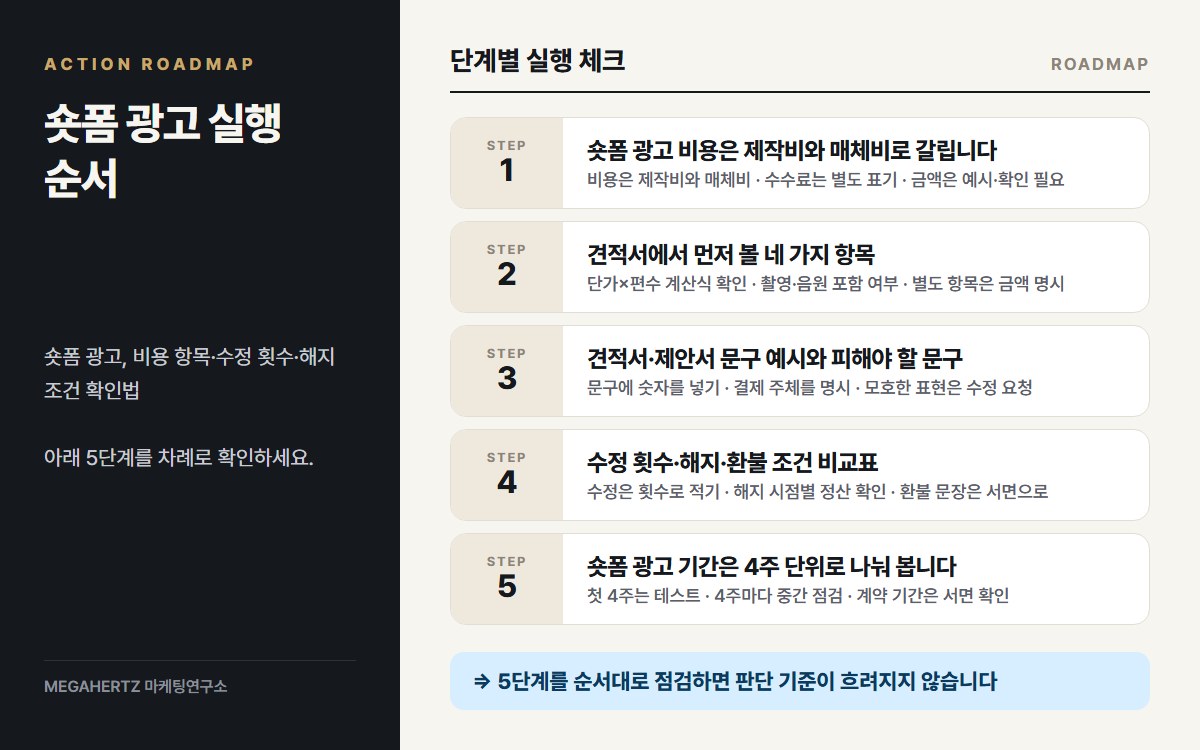 ACTION ROADMAP
숏폼 광고 실행
순서
숏폼 광고, 비용 항목·수정 횟수·해지
조건 확인법
아래 5단계를 차례로 확인하세요.
MEGAHERTZ 마케팅연구소
단계별 실행 체크
ROADMAP
STEP
1
숏폼 광고 비용은 제작비와 매체비로 갈립니다
비용은 제작비와 매체비 · 수수료는 별도 표기 · 금액은 예시·확인 필요
STEP
2
견적서에서 먼저 볼 네 가지 항목
단가×편수 계산식 확인 · 촬영·음원 포함 여부 · 별도 항목은 금액 명시
STEP
3
견적서·제안서 문구 예시와 피해야 할 문구
문구에 숫자를 넣기 · 결제 주체를 명시 · 모호한 표현은 수정 요청
STEP
4
수정 횟수·해지·환불 조건 비교표
수정은 횟수로 적기 · 해지 시점별 정산 확인 · 환불 문장은 서면으로
STEP
5
숏폼 광고 기간은 4주 단위로 나눠 봅니다
첫 4주는 테스트 · 4주마다 중간 점검 · 계약 기간은 서면 확인
→ 5단계를 순서대로 점검하면 판단 기준이 흐려지지 않습니다